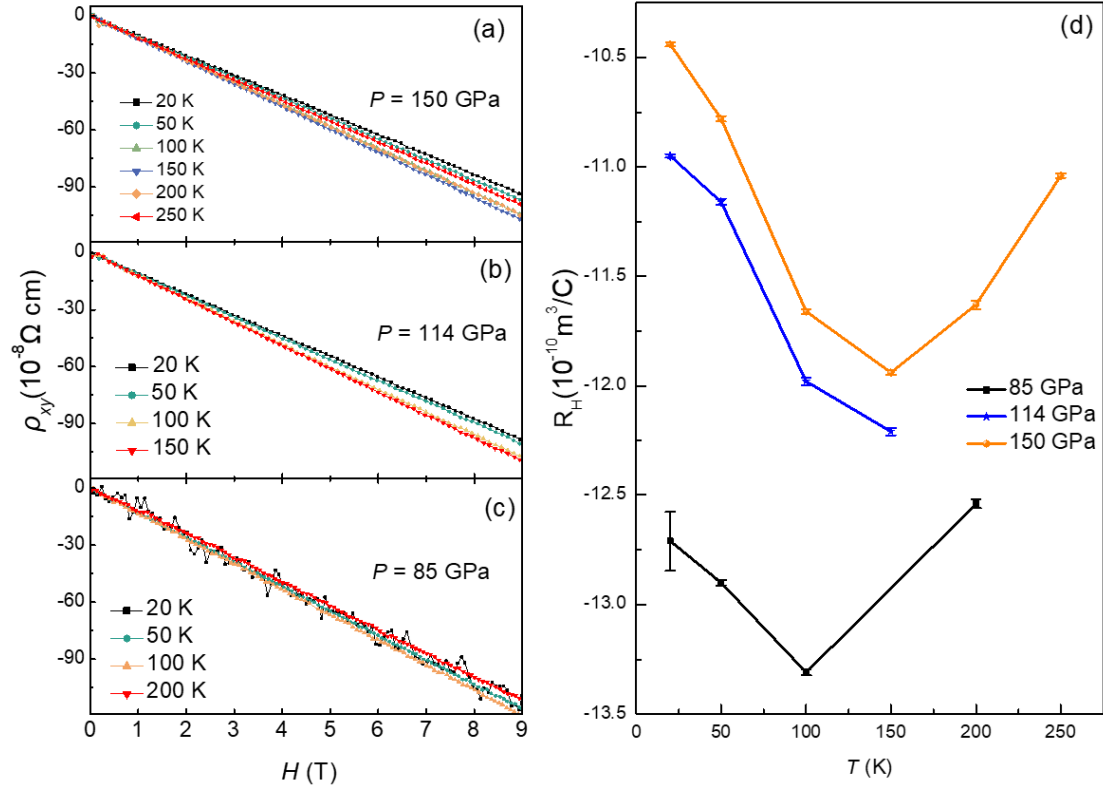 0
-30
-60
-90
(a)
P = 150 GPa
20 K
50 K
100 K
150 K
200 K
250 K
0
-30
-60
-90
(b)
P = 114 GPa
20 K
50 K
100 K
150 K
0
-30
-60
-90
(c)
P = 85 GPa
20 K
50 K
100 K
200 K
0 1 2 3 4 5 6 7 8 9
H (T)
ρxy(10⁻⁸Ω cm)
(d)
-10.5
-11.0
-11.5
-12.0
-12.5
-13.0
-13.5
R_H(10⁻¹⁰m³/C)
85 GPa
114 GPa
150 GPa
0 50 100 150 200 250
T (K)